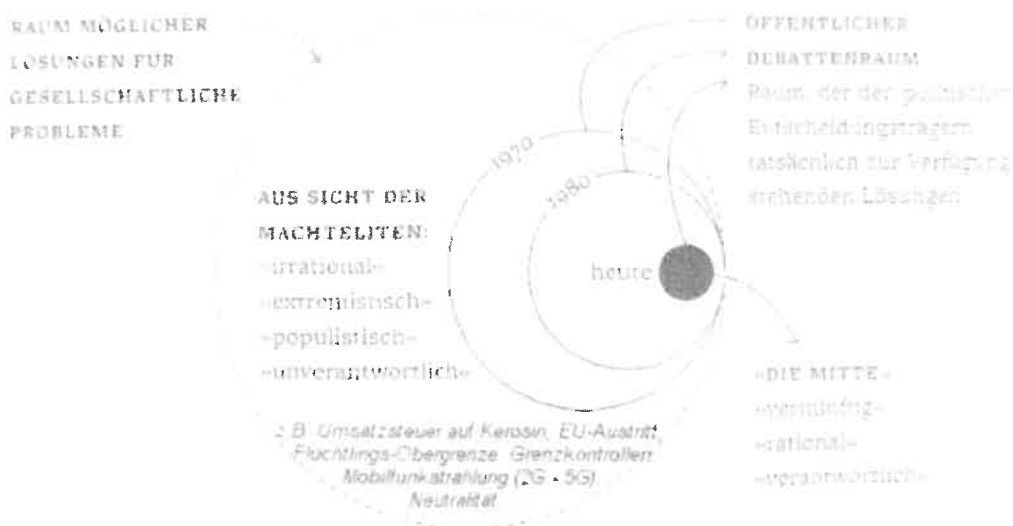 RAUM MÖGLICHER
LÖSUNGEN FÜR
GESELLSCHAFTLICHE
PROBLEME
ÖFFENTLICHER
DEBATTENRAUM
Raum, der den politischen
Entscheidungsträgern
tatsächlich zur Verfügung
stehenden Lösungen
1970
1980
heute
AUS SICHT DER
MACHTELITEN:
»irrational«
»extremistisch«
»populistisch«
»unverantwortlich«
z.B. Umsatzsteuer auf Kerosin, EU-Austritt,
Flüchtlings-Obergrenze, Grenzkontrollen,
Mobilfunkstrahlung (2G - 5G)
Neutralität
»DIE MITTE«
»vernünftig«
»rational«
»verantwortlich«